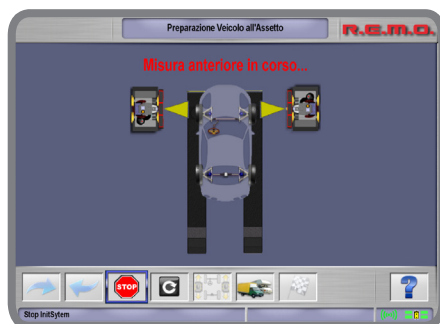 Preparazione Veicolo all'Assetto
R.E.M.O.
Misura anteriore in corso...
STOP
C
?
Stop InitSytem